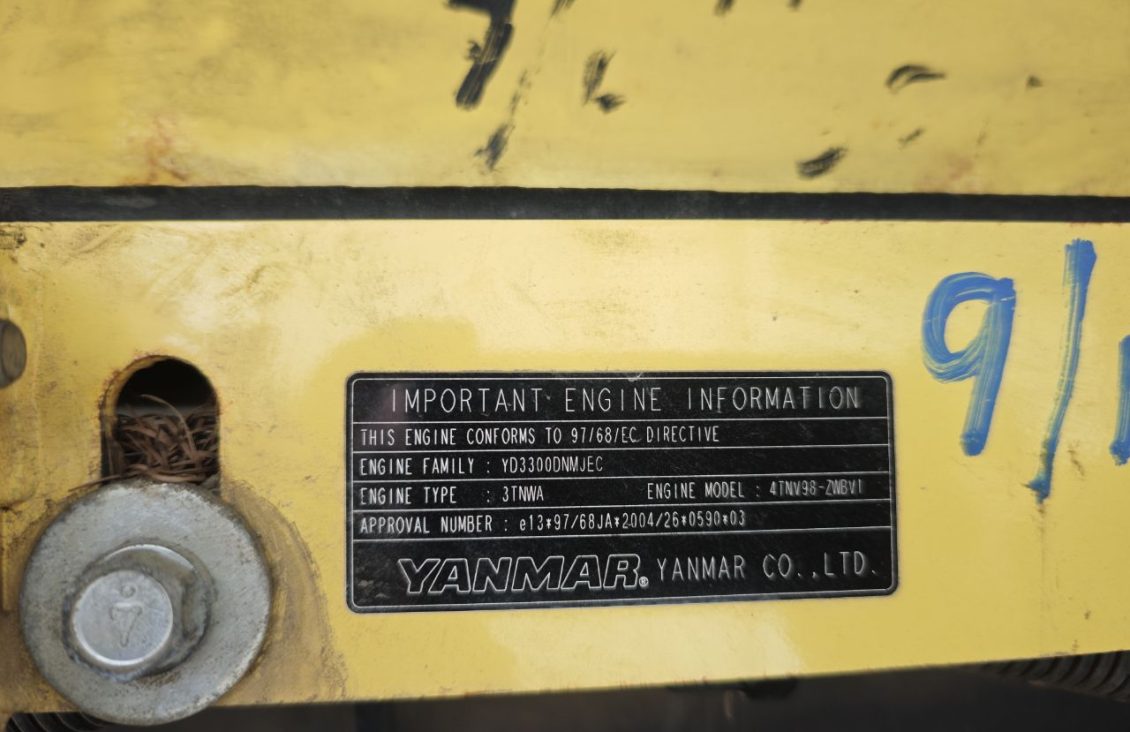 IMPORTANT ENGINE INFORMATION
THIS ENGINE CONFORMS TO 97/68/EC DIRECTIVE
ENGINE FAMILY : YD3300DNMJEC
ENGINE TYPE : 3TNWA ENGINE MODEL : 4TNV98-ZWBV1
APPROVAL NUMBER : e13*97/68JA*2004/26*0590*03
YANMAR® YANMAR CO.,LTD.
9/